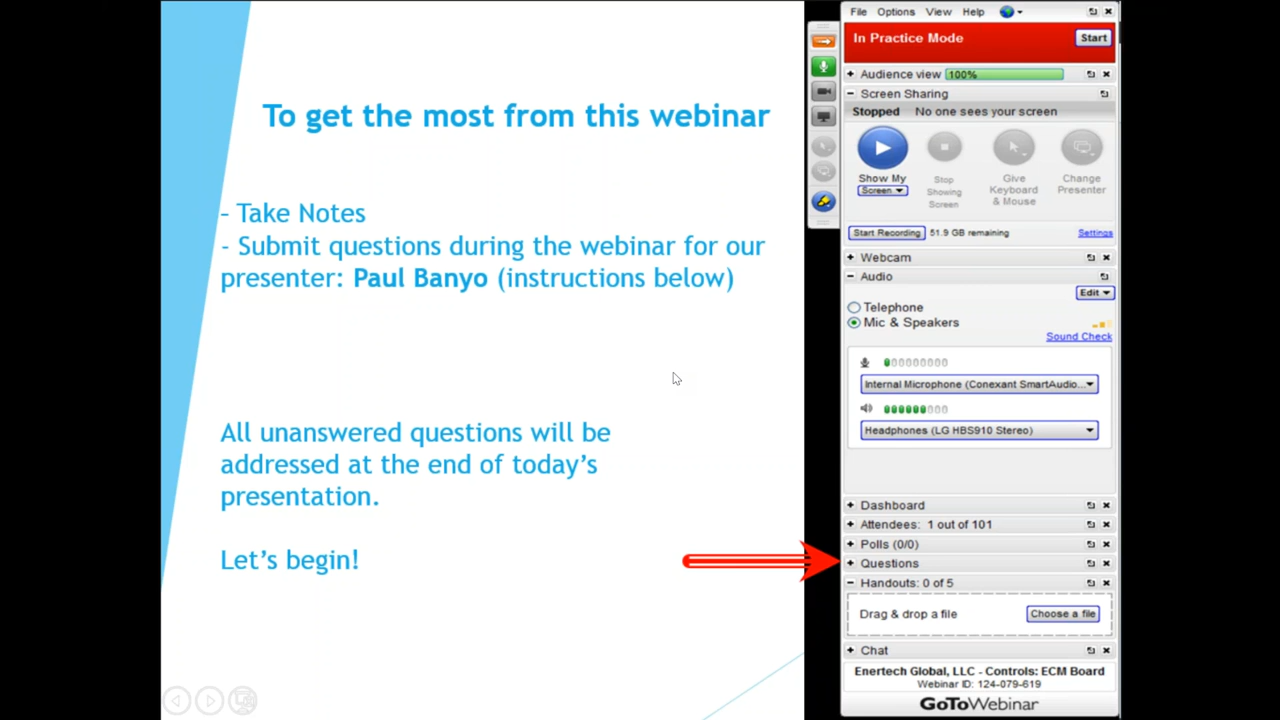 To get the most from this webinar
- Take Notes
- Submit questions during the webinar for our
presenter: Paul Banyo (instructions below)
All unanswered questions will be
addressed at the end of today's
presentation.
Let's begin!
File Options View Help
In Practice Mode Start
Audience view 100%
Screen Sharing
Stopped No one sees your screen
Show My
Screen
Stop
Showing
Screen
Give
Keyboard
& Mouse
Change
Presenter
Start Recording 51.9 GB remaining Settings
Webcam
Audio
Edit
Telephone
Mic & Speakers
Sound Check
Internal Microphone (Conexant SmartAudio...
Headphones (LG HBS910 Stereo)
Dashboard
Attendees: 1 out of 101
Polls (0/0)
Questions
Handouts: 0 of 5
Drag & drop a file Choose a file
Chat
Enertech Global, LLC - Controls: ECM Board
Webinar ID: 124-079-619
GoToWebinar